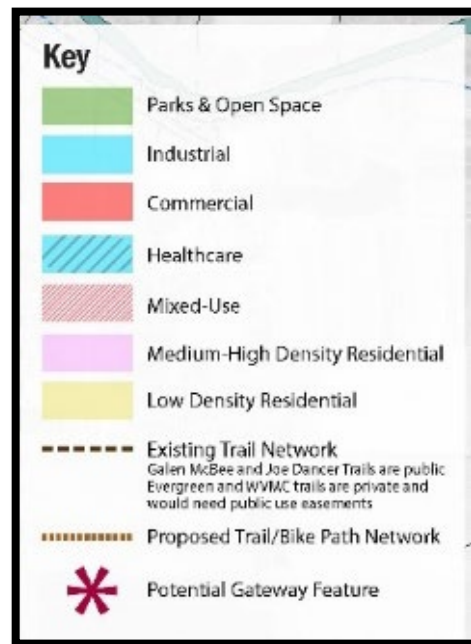 Key
Parks & Open Space
Industrial
Commercial
Healthcare
Mixed-Use
Medium-High Density Residential
Low Density Residential
Existing Trail Network
Galen McBee and Joe Dancer Trails are public
Evergreen and WVMC trails are private and
would need public use easements
Proposed Trail/Bike Path Network
Potential Gateway Feature